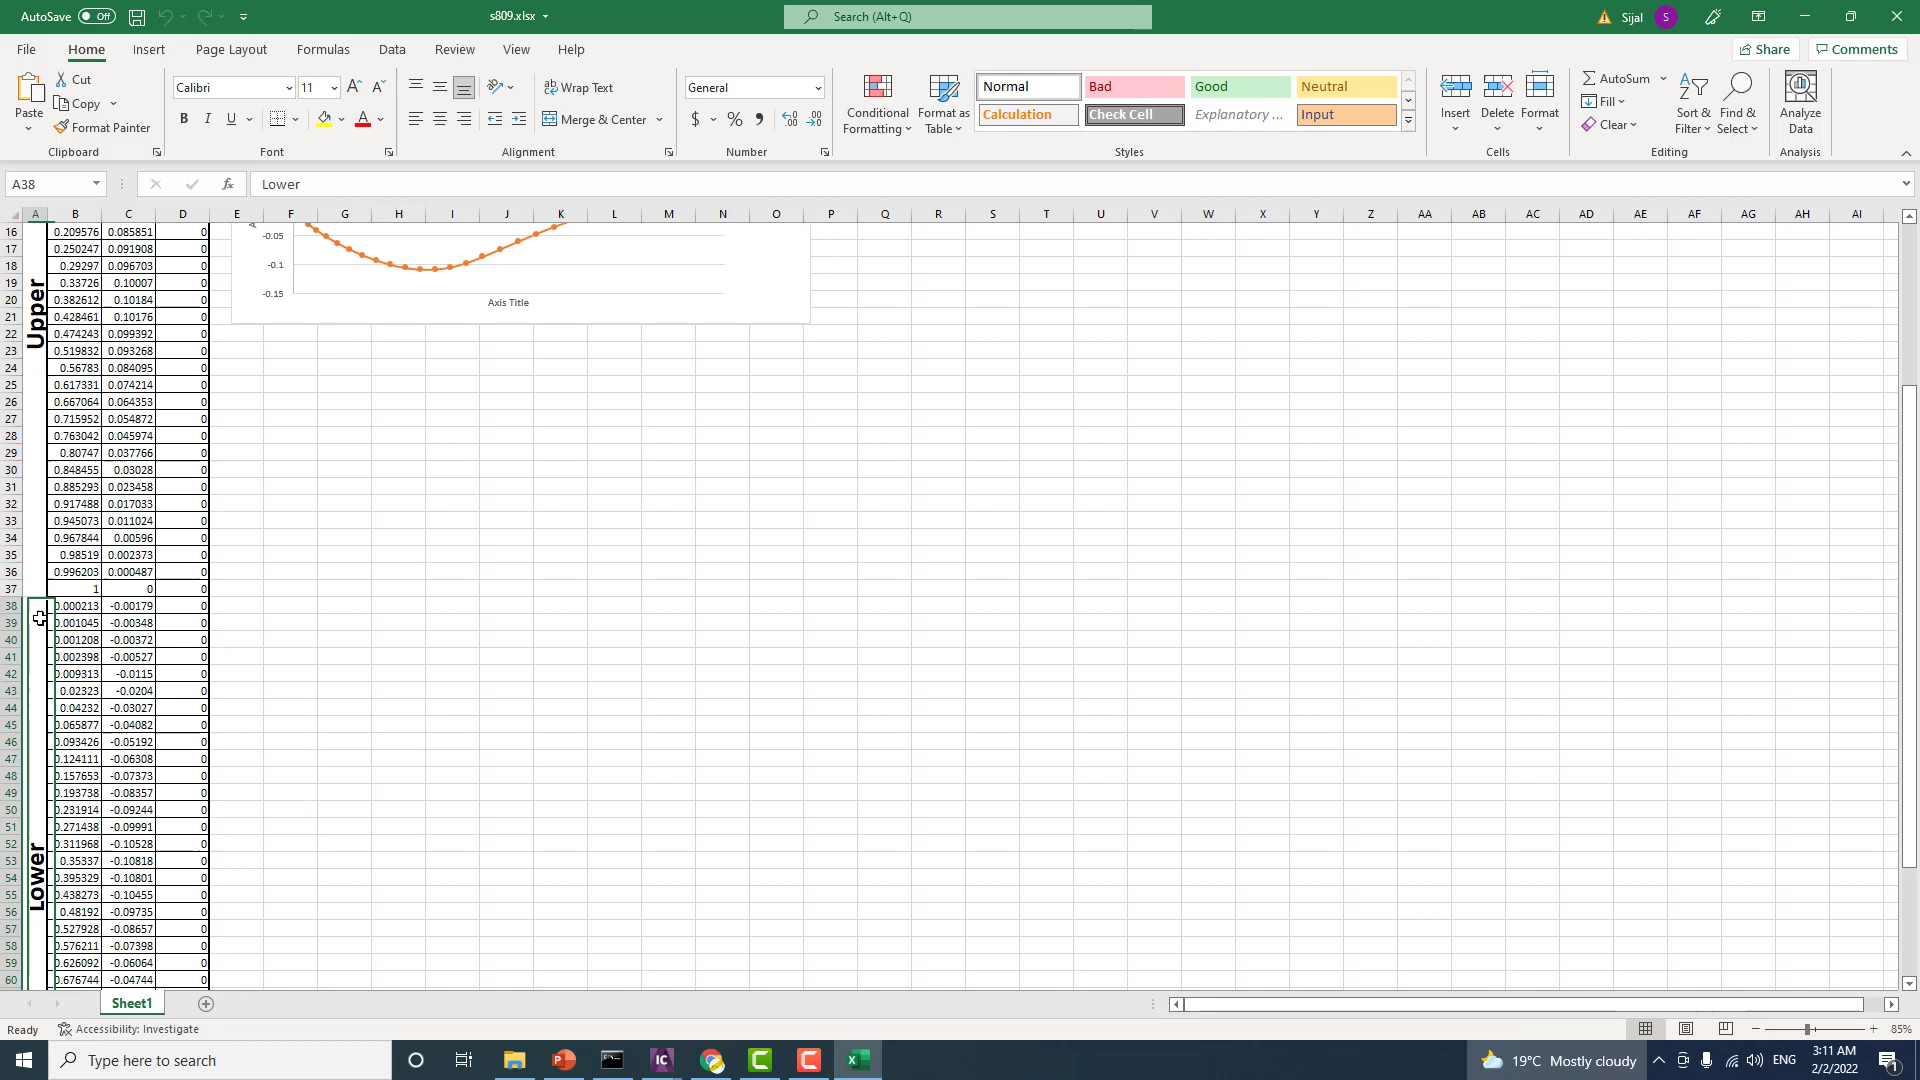 AutoSave Off s809.xlsx Search (Alt+Q) Sijal S
File Home Insert Page Layout Formulas Data Review View Help Share Comments
Paste Cut Copy Format Painter Clipboard
Calibri 11 A A B I U A Font
Wrap Text Merge & Center Alignment
General $ % Number
Conditional Formatting Format as Table
Normal Bad Good Neutral
Calculation Check Cell Explanatory ... Input
Styles
Insert Delete Format Cells
AutoSum Fill Clear Sort & Filter Find & Select Editing
Analyze Data Analysis
A38 fx Lower
A B C D E F G H I J K L M N O P Q R S T U V W X Y Z AA AB AC AD AE AF AG AH AI
16 0.209576 0.085851 0
17 0.250247 0.091908 0
18 0.29297 0.096703 0
19 0.33726 0.10007 0
20 0.382612 0.10184 0
21 0.428461 0.10176 0
22 0.474243 0.099392 0
23 0.519832 0.093268 0
24 0.56783 0.084095 0
25 0.617331 0.074214 0
26 0.667064 0.064353 0
27 0.715952 0.054872 0
28 0.763042 0.045974 0
29 0.80747 0.037766 0
30 0.848455 0.03028 0
31 0.885293 0.023458 0
32 0.917488 0.017033 0
33 0.945073 0.011024 0
34 0.967844 0.00596 0
35 0.98519 0.002373 0
36 0.996203 0.000487 0
37 1 0 0
38 0.000213 -0.00179 0
39 0.001045 -0.00348 0
40 0.001208 -0.00372 0
41 0.002398 -0.00527 0
42 0.009313 -0.0115 0
43 0.02323 -0.0204 0
44 0.04232 -0.03027 0
45 0.065877 -0.04082 0
46 0.093426 -0.05192 0
47 0.124111 -0.06308 0
48 0.157653 -0.07373 0
49 0.193738 -0.08357 0
50 0.231914 -0.09244 0
51 0.271438 -0.09991 0
52 0.311968 -0.10528 0
53 0.35337 -0.10818 0
54 0.395329 -0.10801 0
55 0.438273 -0.10455 0
56 0.48192 -0.09735 0
57 0.527928 -0.08657 0
58 0.576211 -0.07398 0
59 0.626092 -0.06064 0
60 0.676744 -0.04744 0
Upper
Lower
-0.05
-0.1
-0.15
Axis Title
Sheet1
Ready Accessibility: Investigate 85%
Type here to search 19°C Mostly cloudy ENG 3:11 AM
2/2/2022